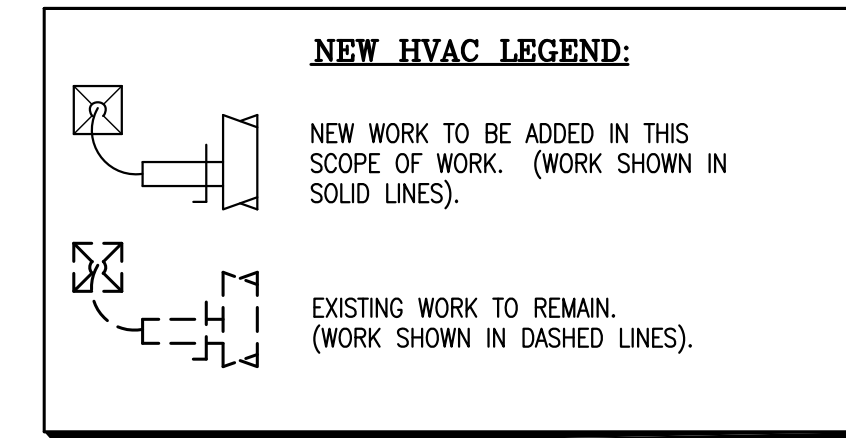 NEW HVAC LEGEND:
NEW WORK TO BE ADDED IN THIS
SCOPE OF WORK. (WORK SHOWN IN
SOLID LINES).
EXISTING WORK TO REMAIN.
(WORK SHOWN IN DASHED LINES).